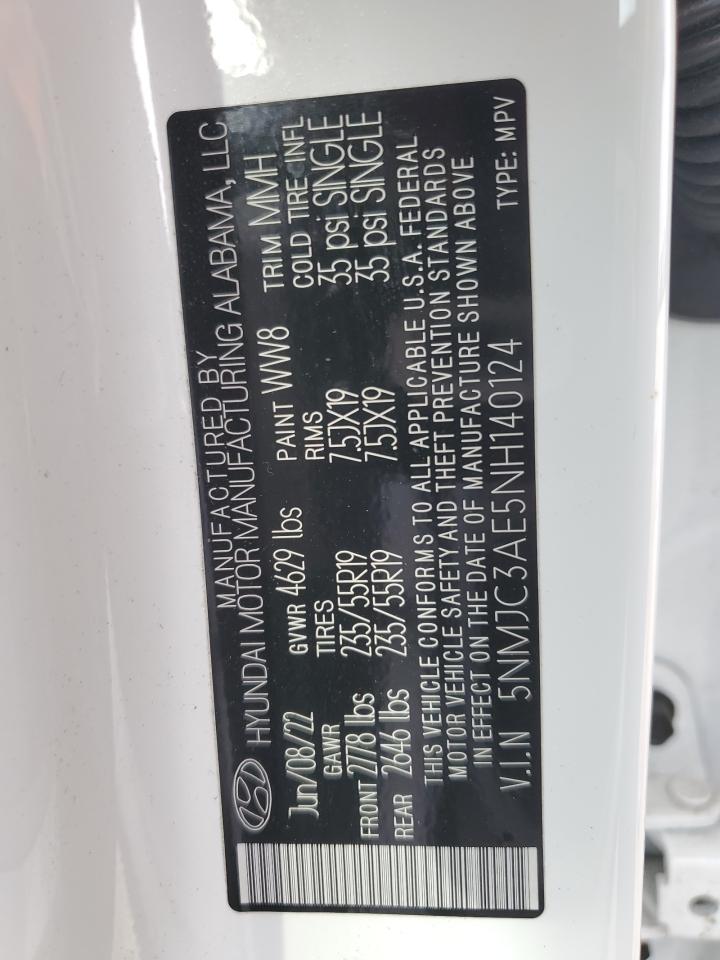 MANUFACTURED BY
HYUNDAI MOTOR MANUFACTURING ALABAMA, LLC
Jun/08/22 GVWR 4629 lbs PAINT WW8 TRIM MMH
GAWR TIRES RIMS COLD TIRE INFL
FRONT 2778 lbs 235/55R19 7.5JX19 35 psi SINGLE
REAR 2646 lbs 235/55R19 7.5JX19 35 psi SINGLE
THIS VEHICLE CONFORMS TO ALL APPLICABLE U.S.A. FEDERAL
MOTOR VEHICLE SAFETY AND THEFT PREVENTION STANDARDS
IN EFFECT ON THE DATE OF MANUFACTURE SHOWN ABOVE
V.I.N 5NMJC3AE5NH140124 TYPE: MPV